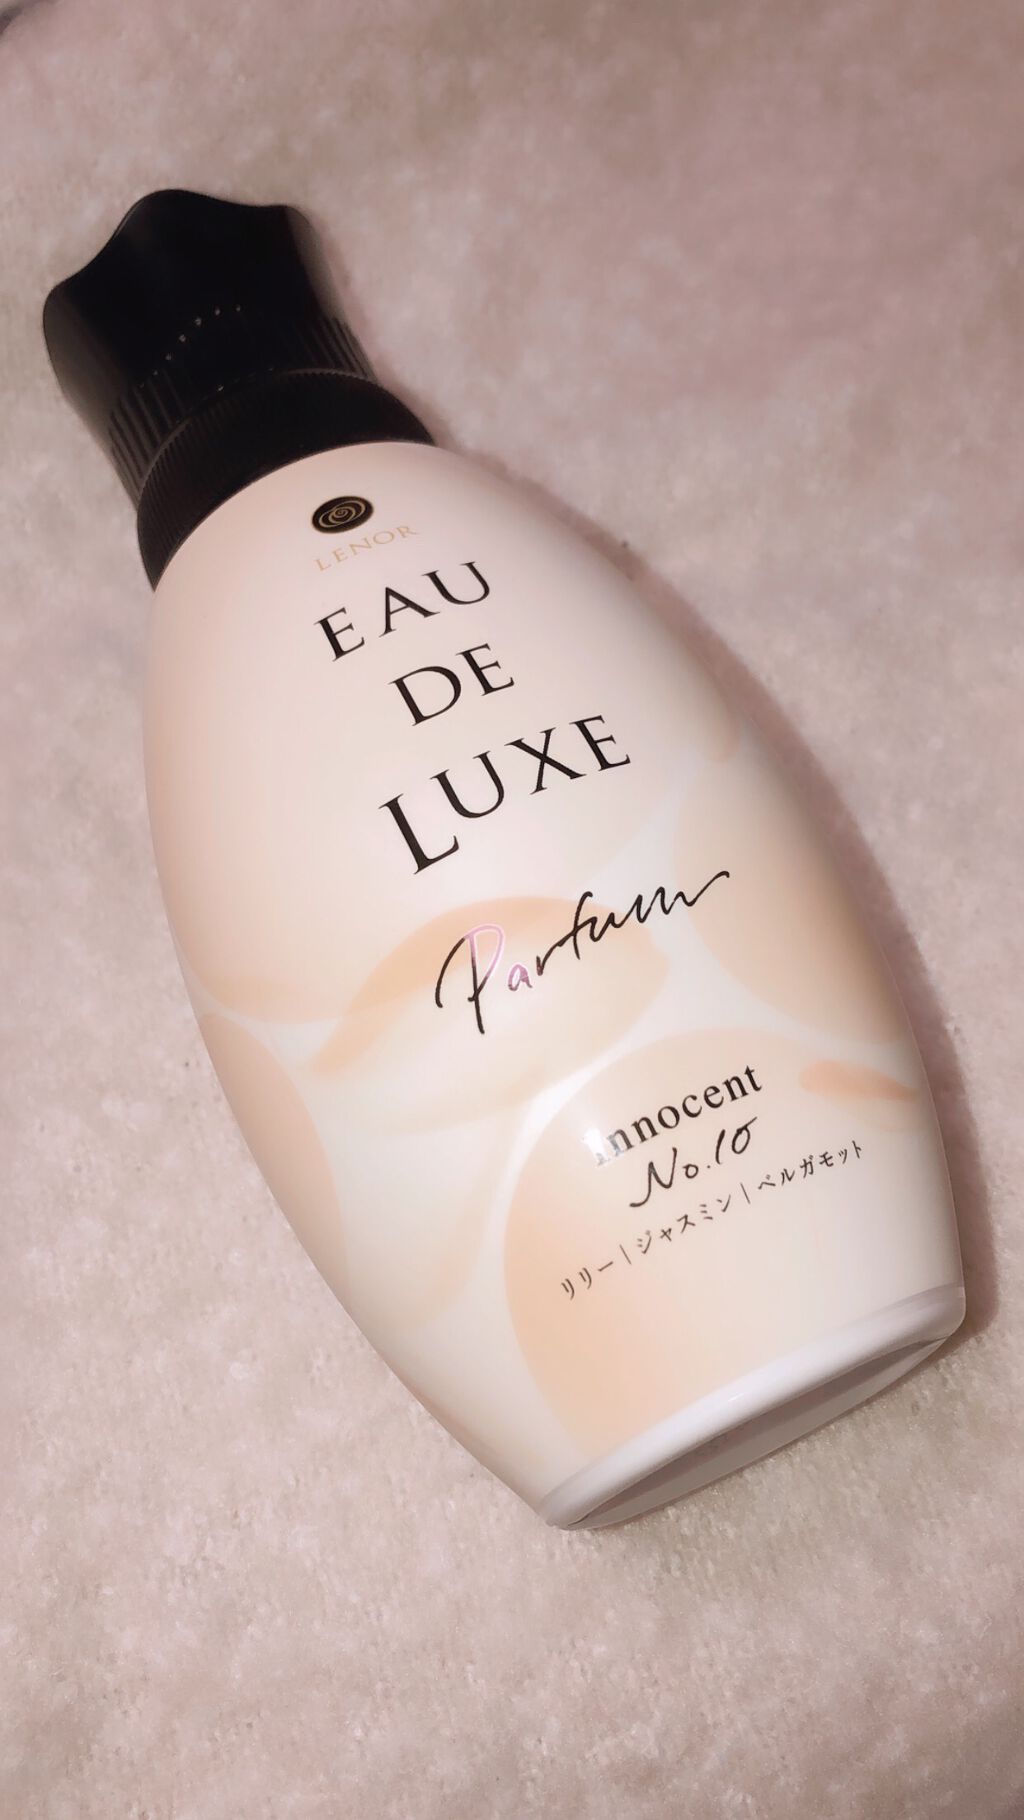 LENOR
EAU
DE
LUXE
Parfum
Innocent
No.10
リリー|ジャスミン|ベルガモット